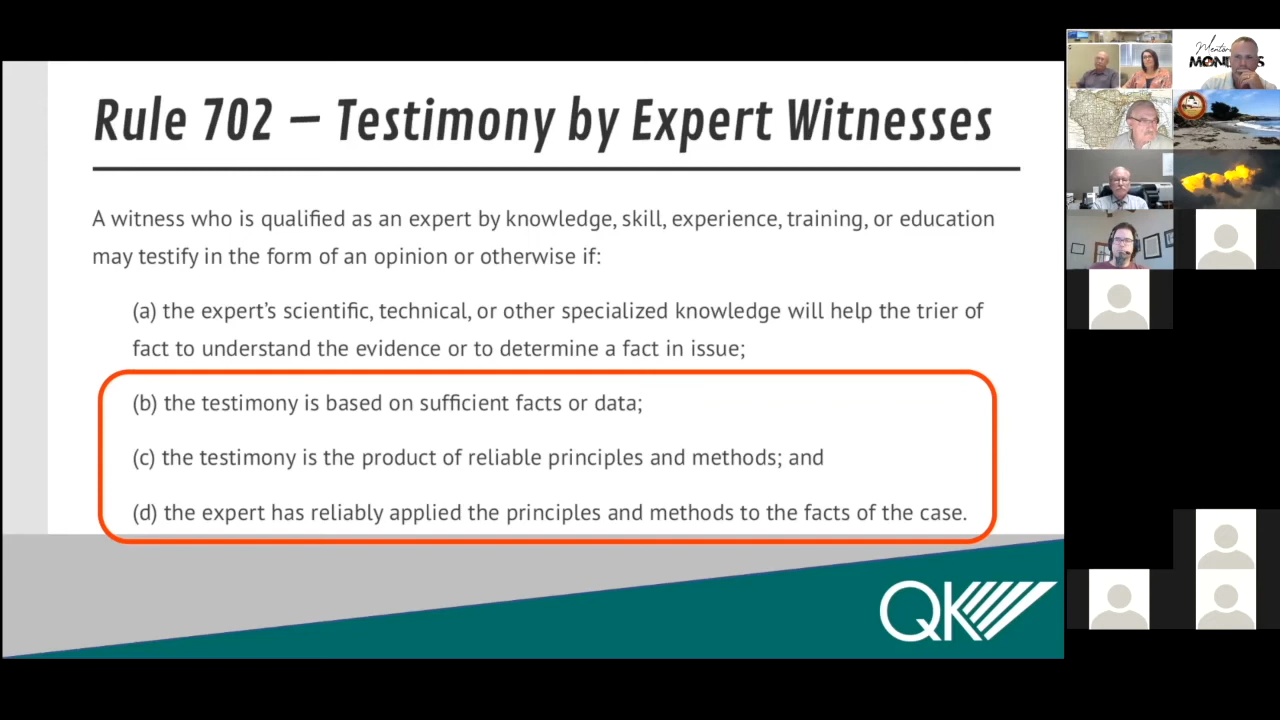 Rule 702 – Testimony by Expert Witnesses
A witness who is qualified as an expert by knowledge, skill, experience, training, or education
may testify in the form of an opinion or otherwise if:
(a) the expert’s scientific, technical, or other specialized knowledge will help the trier of
fact to understand the evidence or to determine a fact in issue;
(b) the testimony is based on sufficient facts or data;
(c) the testimony is the product of reliable principles and methods; and
(d) the expert has reliably applied the principles and methods to the facts of the case.
QK